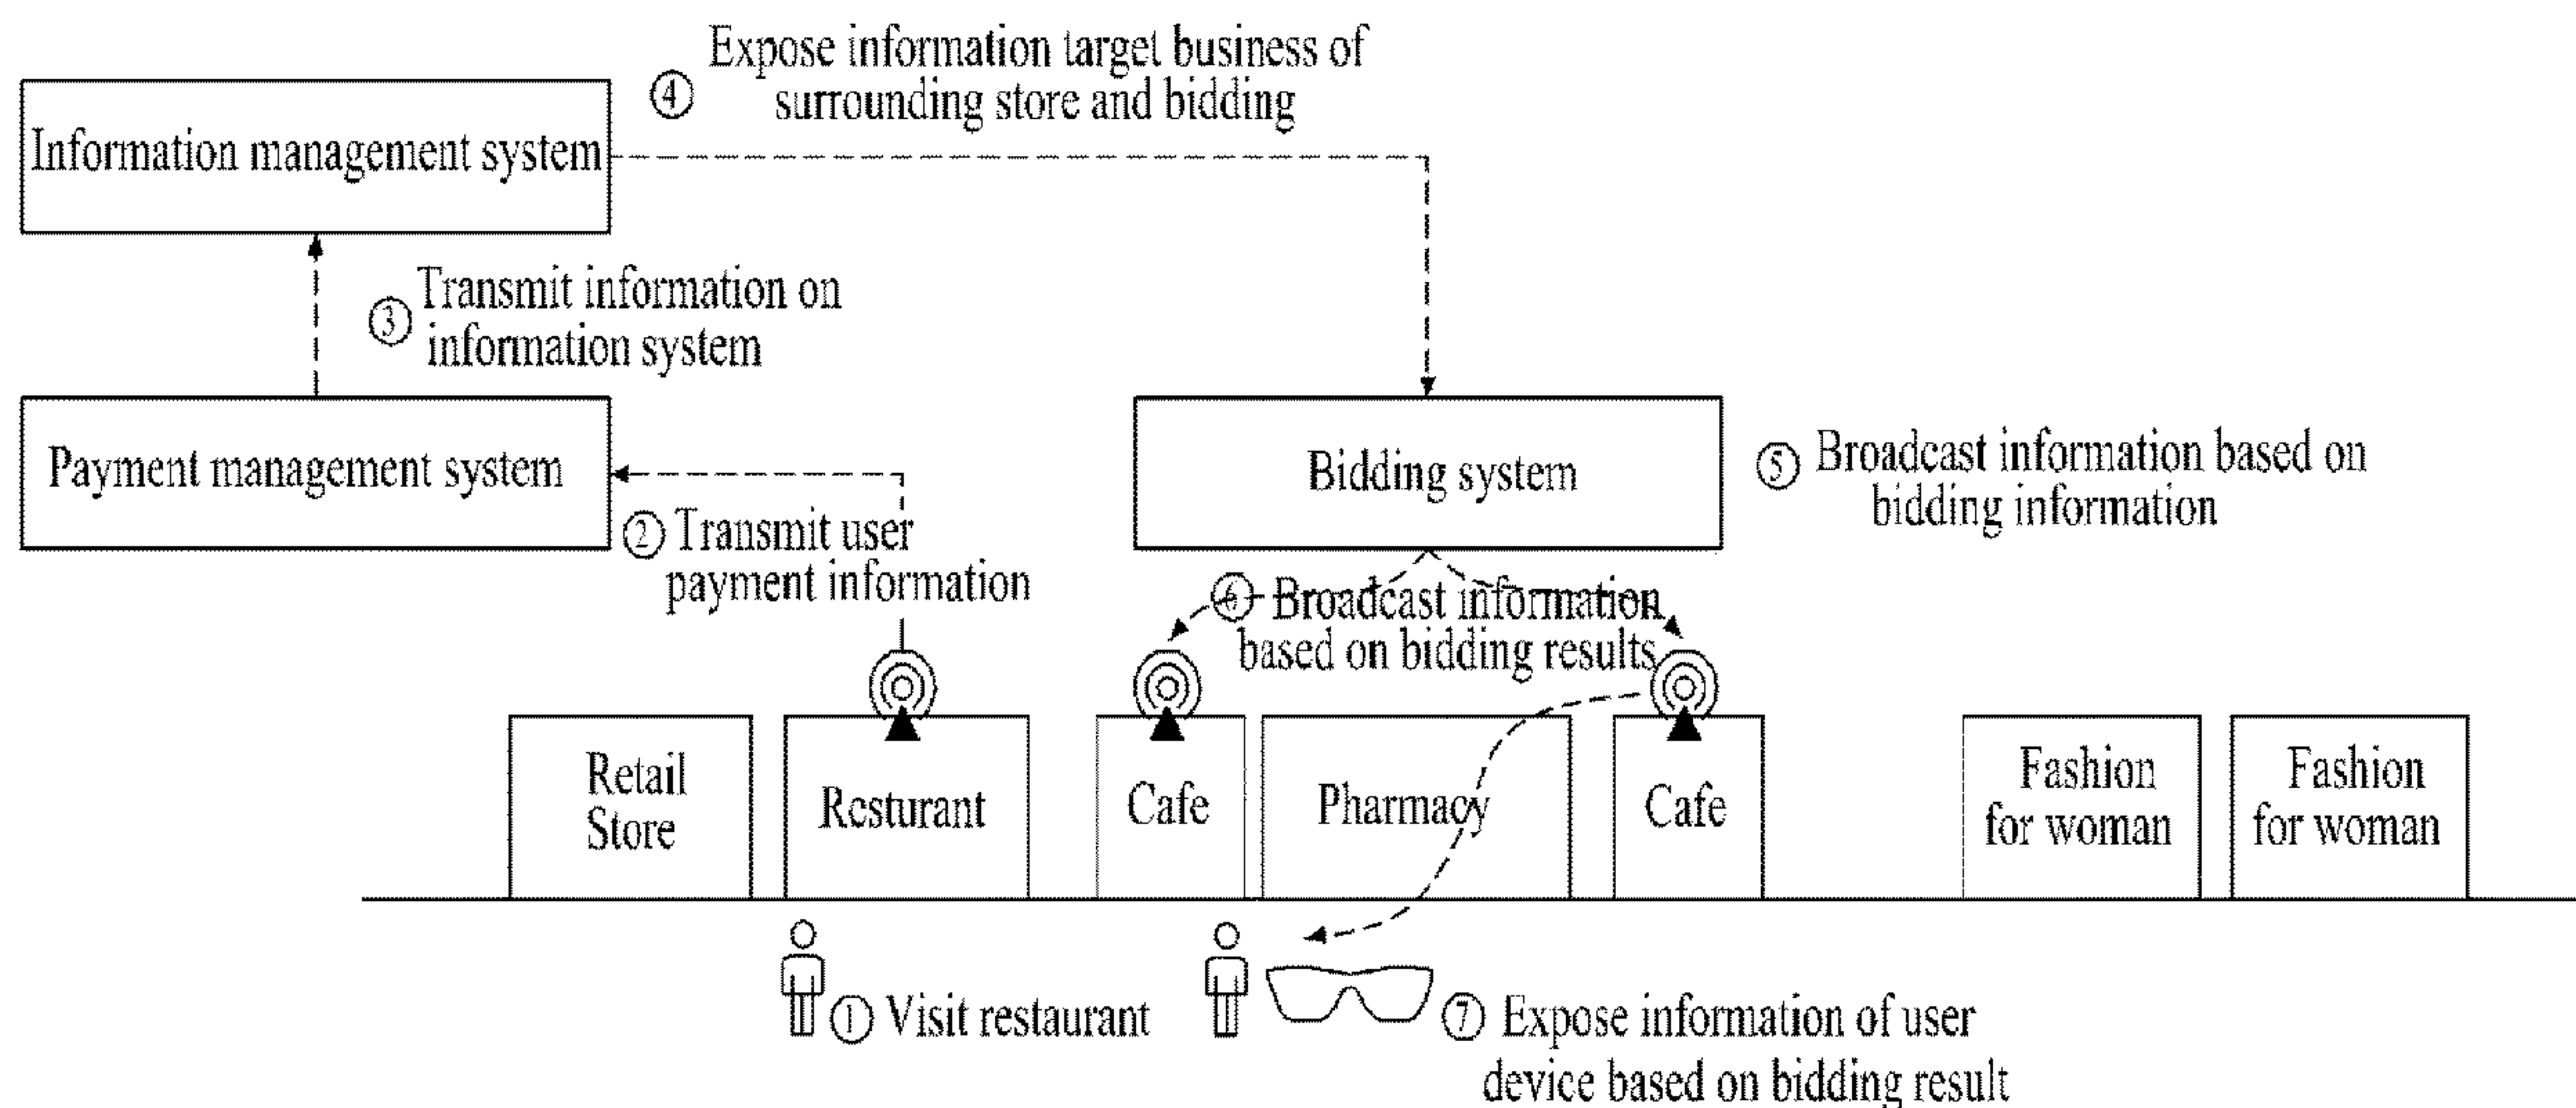 ④ Expose information target business of
surrounding store and bidding
Information management system
③ Transmit information on
information system
Payment management system
② Transmit user
payment information
Bidding system
⑤ Broadcast information based on
bidding information
⑥ Broadcast information
based on bidding results
Retail
Store
Resturant
Cafe
Pharmacy
Cafe
Fashion
for woman
Fashion
for woman
① Visit restaurant
⑦ Expose information of user
device based on bidding result